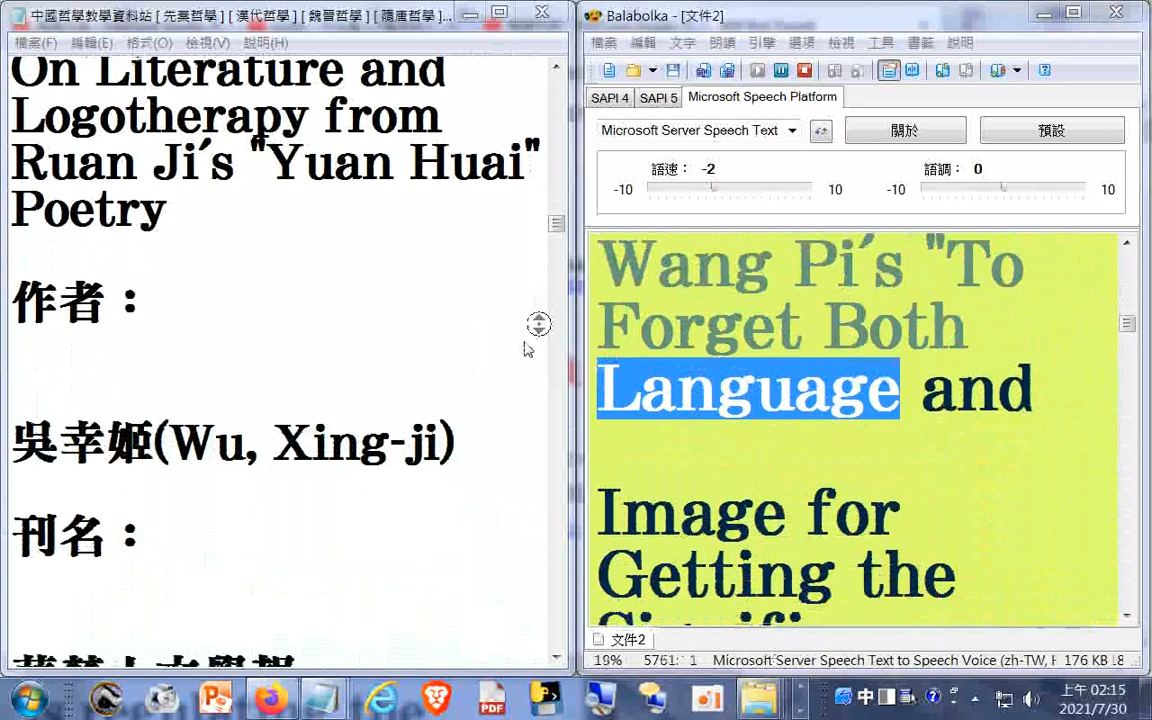 中國哲學教學資料站 [ 先秦哲學 ] [ 漢代哲學 ] [ 魏晉哲學 ] [ 隋唐哲學 ]...
檔案(F) 編輯(E) 格式(O) 檢視(V) 說明(H)
On Literature and
Logotherapy from
Ruan Ji's "Yuan Huai"
Poetry
作者：
吳幸姬(Wu, Xing-ji)
刊名：
Balabolka - [文件2]
檔案 編輯 文字 朗讀 引擎 選項 檢視 工具 書籤 說明
SAPI 4 SAPI 5 Microsoft Speech Platform
Microsoft Server Speech Text 關於 預設
語速： -2 語調： 0
-10 10 -10 10
Wang Pi's "To
Forget Both
Language and
Image for
Getting the
文件2
19% 5761: 1 Microsoft Server Speech Text to Speech Voice (zh-TW, H 176 KB
中
上午 02:15
2021/7/30